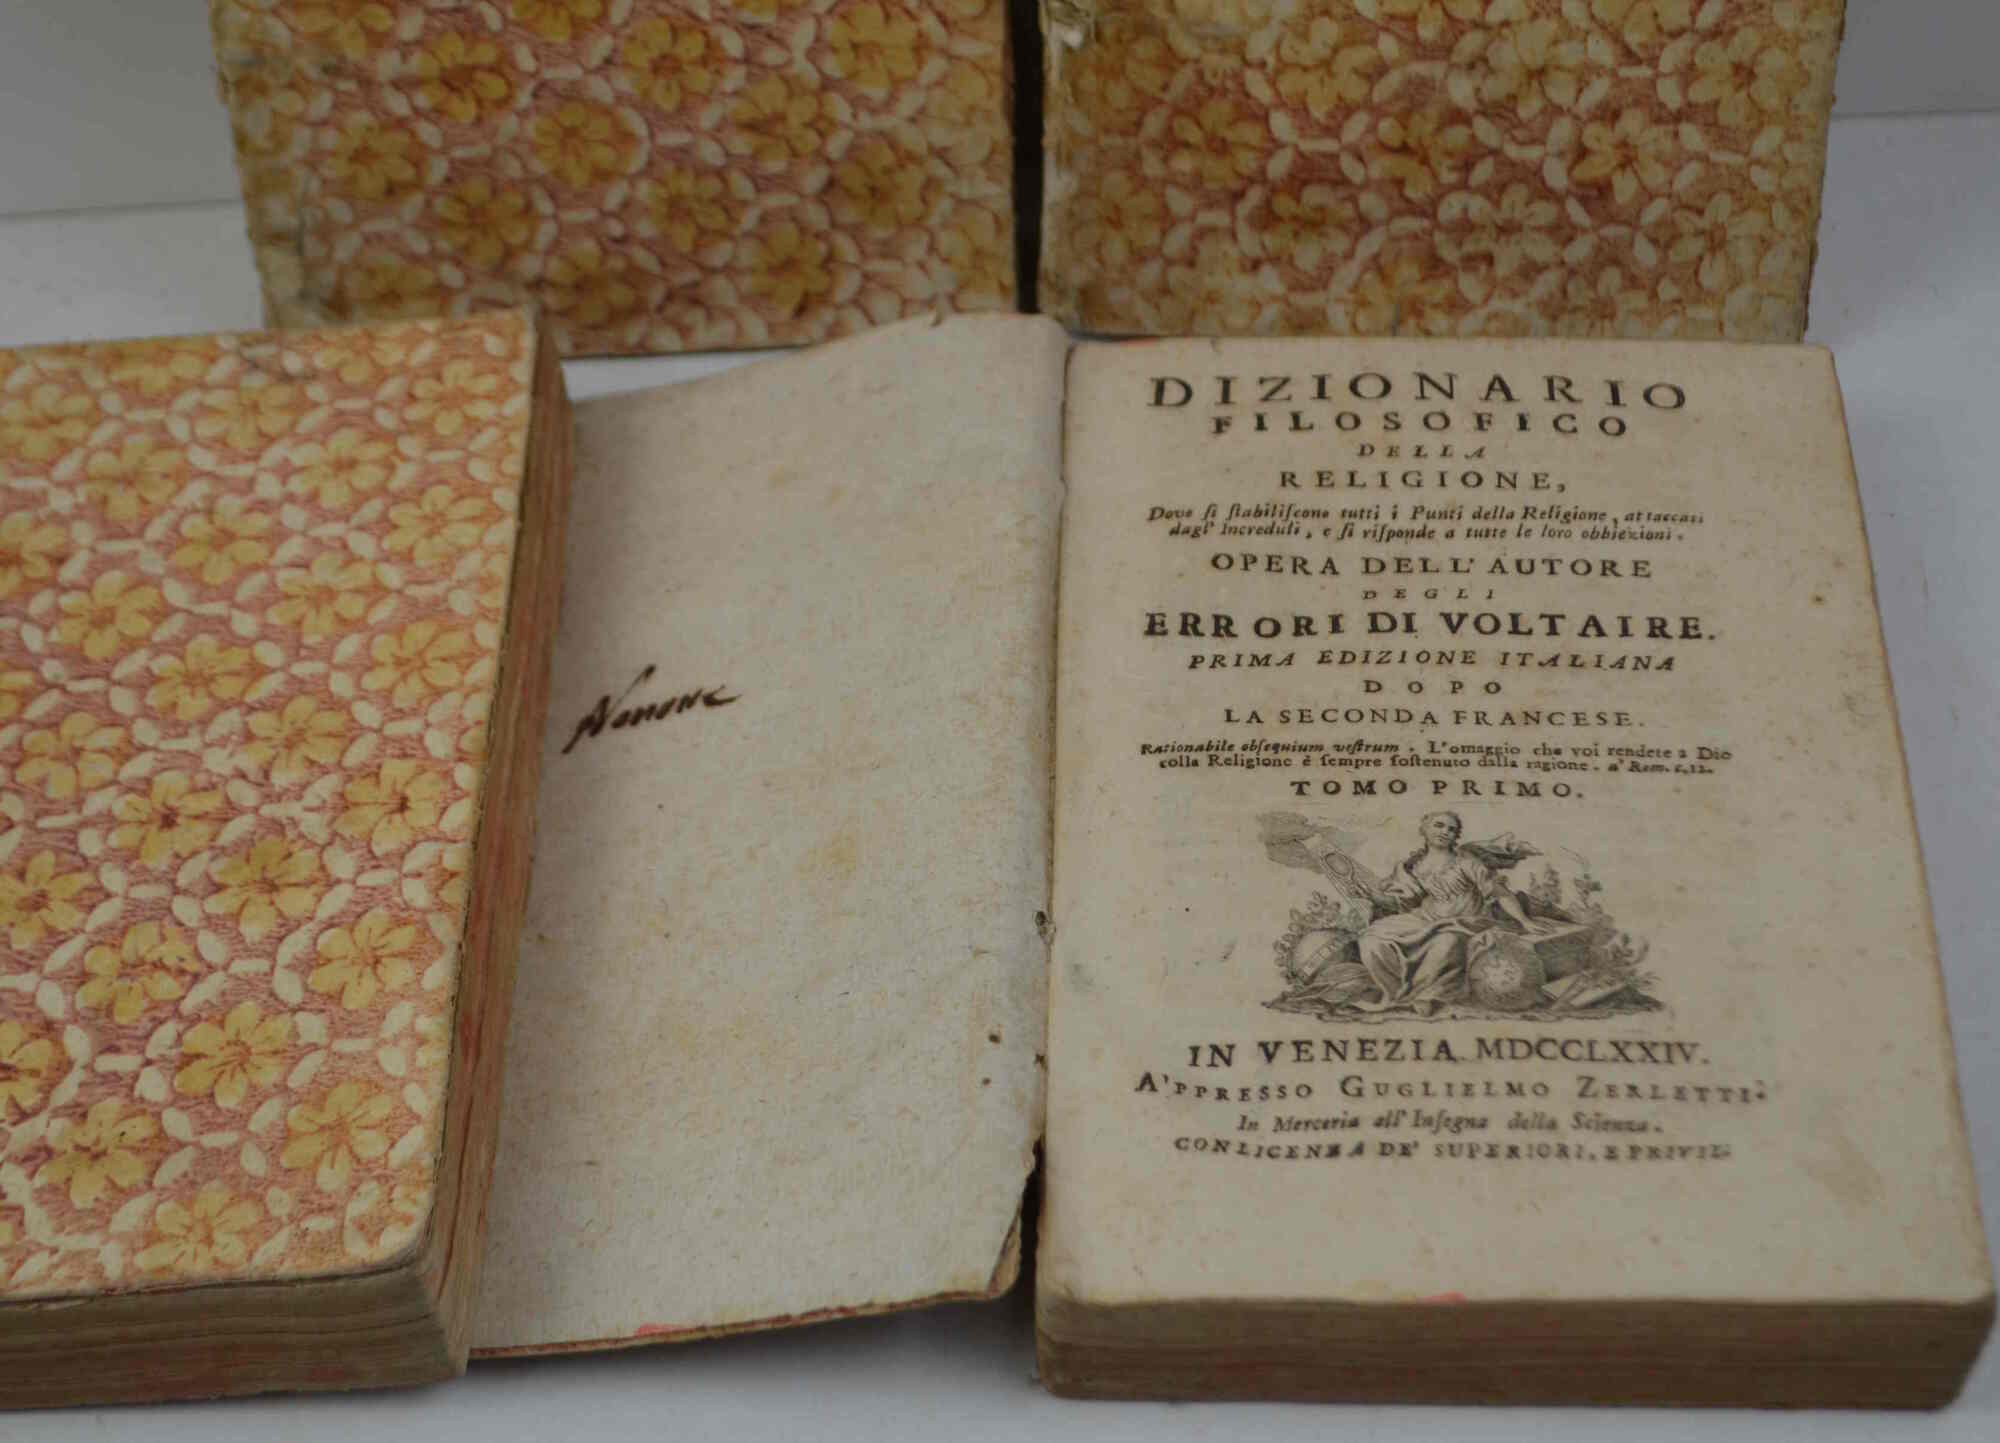 DIZIONARIO
FILOSOFICO
DELLA
RELIGIONE,
Dove ſi ſtabiliſcono tutti i Punti della Religione, attaccati
dagl' Increduli, e ſi riſponde a tutte le loro obbiezioni.
OPERA DELL'AUTORE
DEGLI
ERRORI DI VOLTAIRE.
PRIMA EDIZIONE ITALIANA
DOPO
LA SECONDA FRANCESE.
Rationabile obſequium veſtrum. L'omaggio che voi rendete a Dio
colla Religione è ſempre ſoſtenuto dalla ragione. a' Rom. c. 12.
TOMO PRIMO.
IN VENEZIA MDCCLXXIV.
A'PPRESSO GUGLIELMO ZERLETTI.
In Merceria all' Inſegna della Scienza.
CON LICENZA DE' SUPERIORI, E PRIVIL.